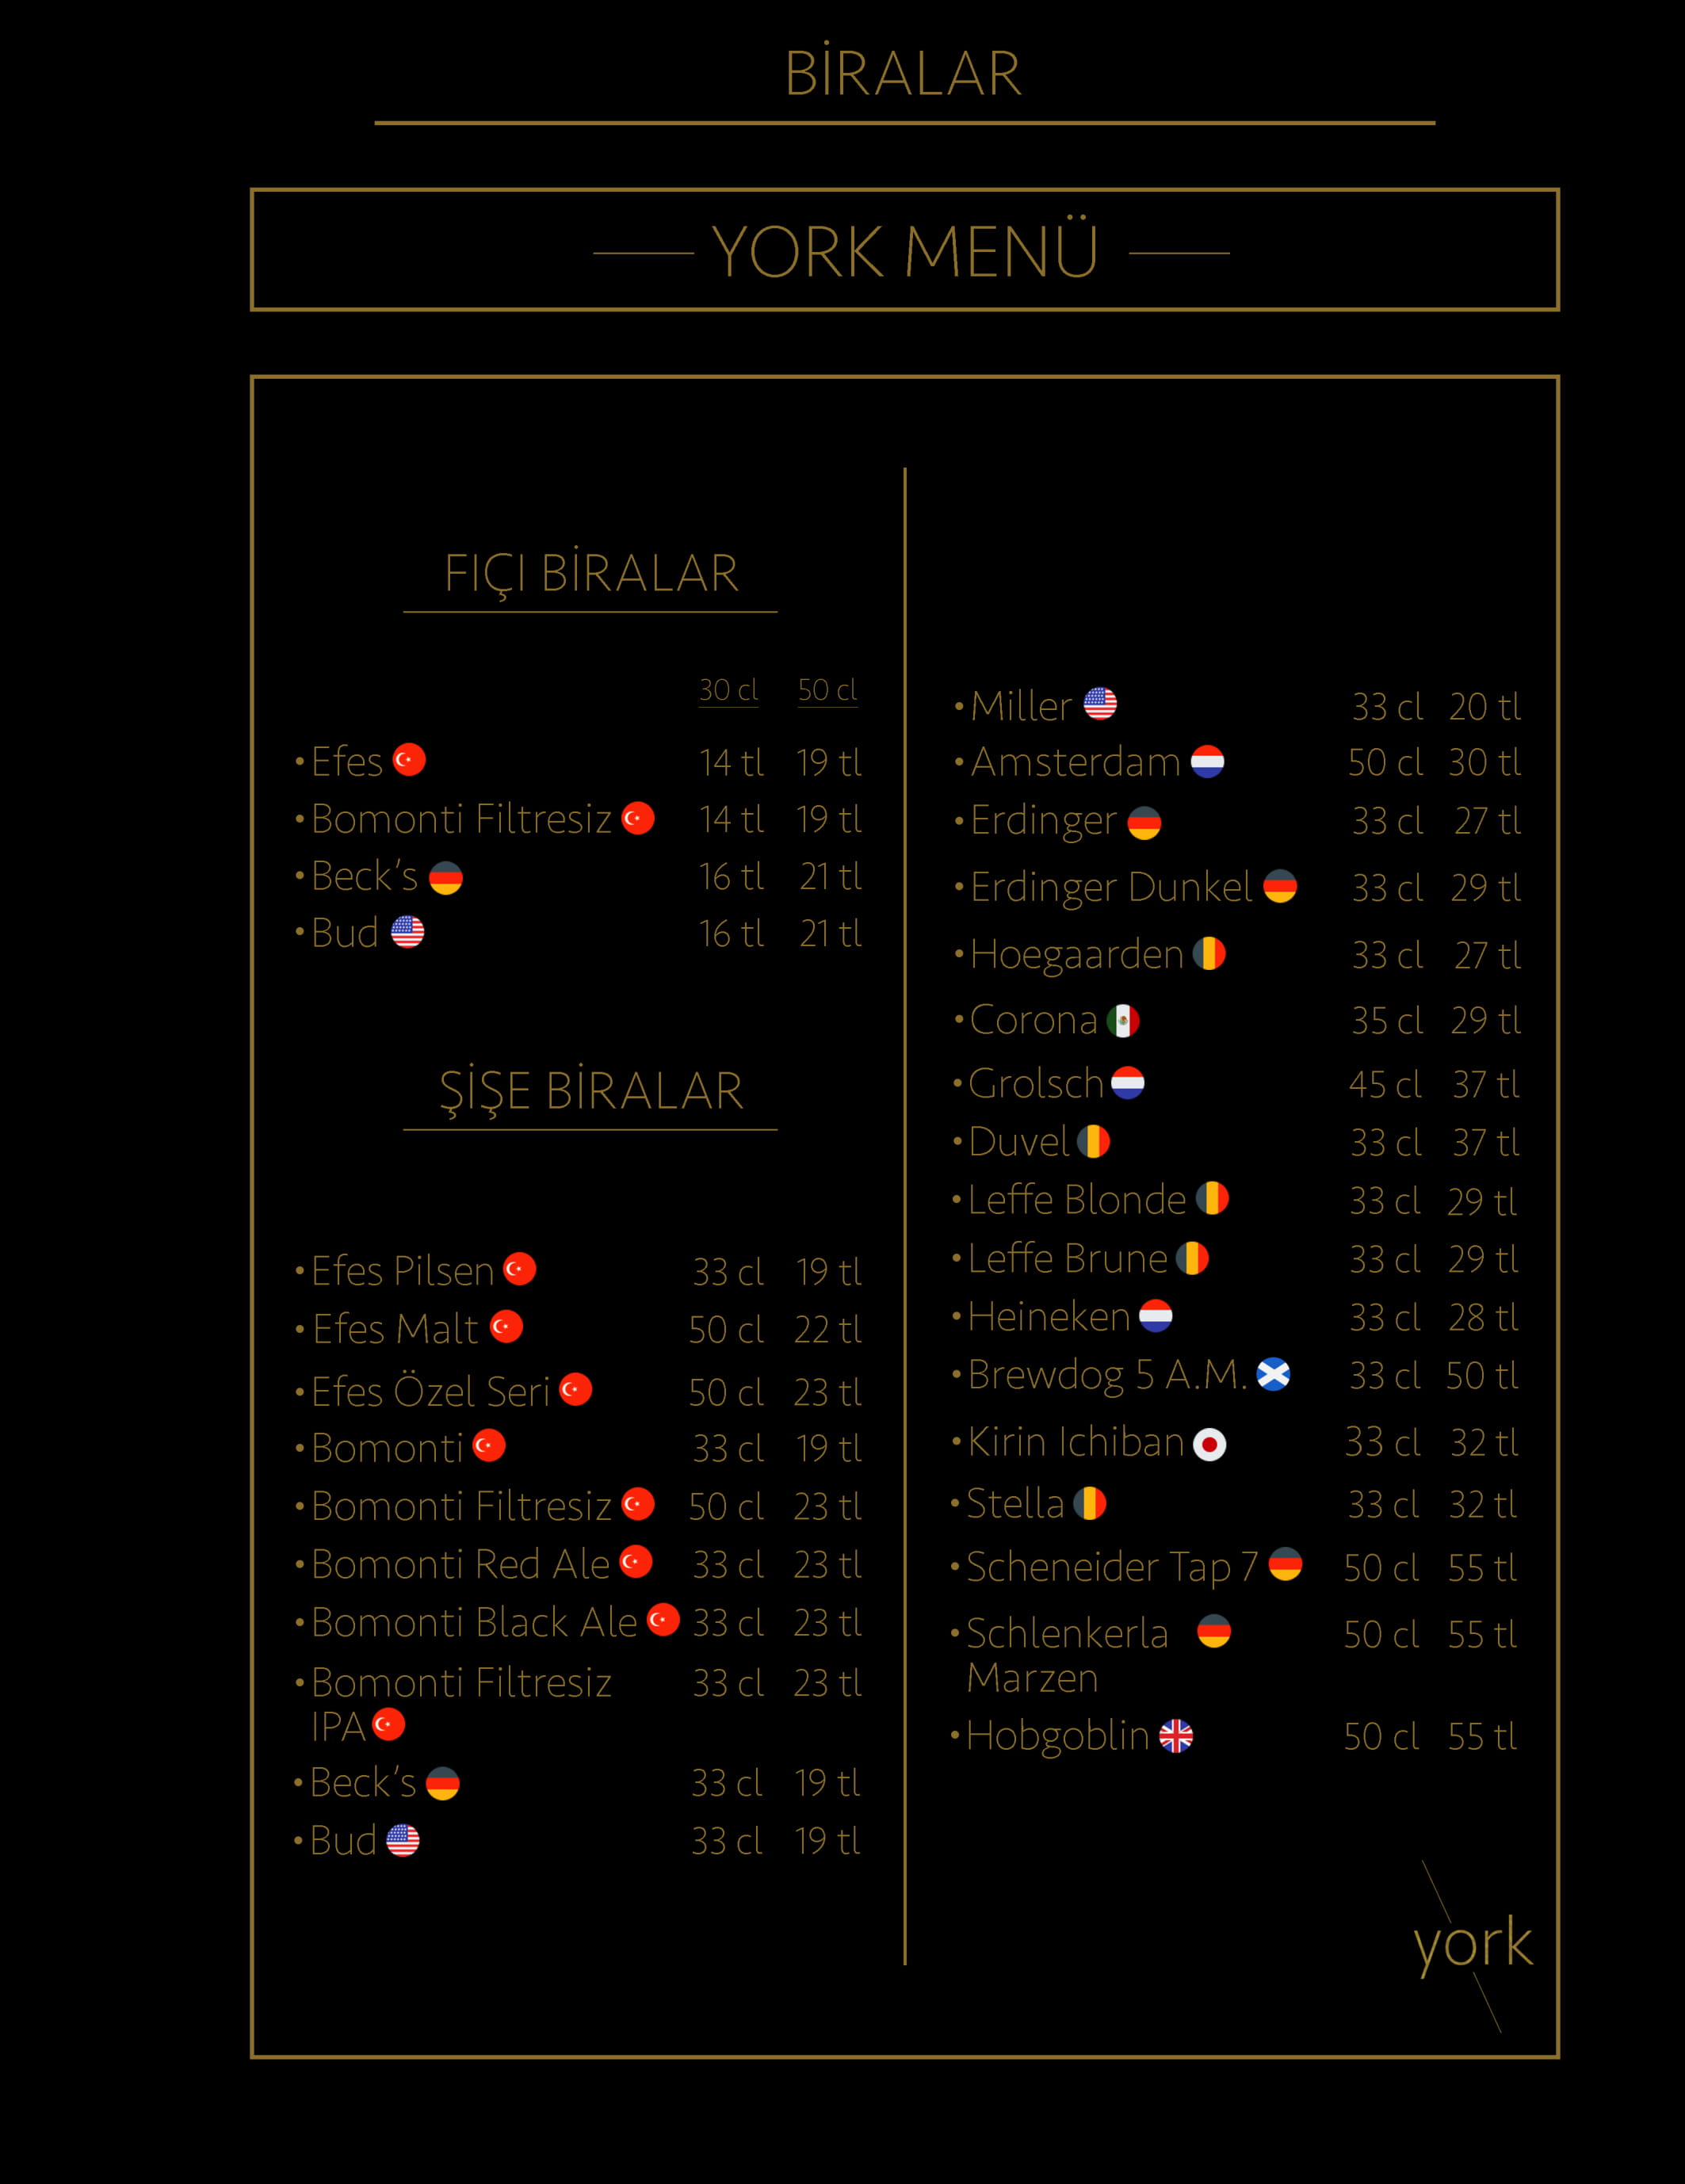 BİRALAR
YORK MENÜ
FIÇI BİRALAR
30 cl 50 cl
•Efes 14 tl 19 tl
•Bomonti Filtresiz 14 tl 19 tl
•Beck’s 16 tl 21 tl
•Bud 16 tl 21 tl
ŞİŞE BİRALAR
•Efes Pilsen 33 cl 19 tl
•Efes Malt 50 cl 22 tl
•Efes Özel Seri 50 cl 23 tl
•Bomonti 33 cl 19 tl
•Bomonti Filtresiz 50 cl 23 tl
•Bomonti Red Ale 33 cl 23 tl
•Bomonti Black Ale 33 cl 23 tl
•Bomonti Filtresiz 33 cl 23 tl
IPA
•Beck’s 33 cl 19 tl
•Bud 33 cl 19 tl
•Miller 33 cl 20 tl
•Amsterdam 50 cl 30 tl
•Erdinger 33 cl 27 tl
•Erdinger Dunkel 33 cl 29 tl
•Hoegaarden 33 cl 27 tl
•Corona 35 cl 29 tl
•Grolsch 45 cl 37 tl
•Duvel 33 cl 37 tl
•Leffe Blonde 33 cl 29 tl
•Leffe Brune 33 cl 29 tl
•Heineken 33 cl 28 tl
•Brewdog 5 A.M. 33 cl 50 tl
•Kirin Ichiban 33 cl 32 tl
•Stella 33 cl 32 tl
•Scheneider Tap 7 50 cl 55 tl
•Schlenkerla 50 cl 55 tl
Marzen
•Hobgoblin 50 cl 55 tl
york